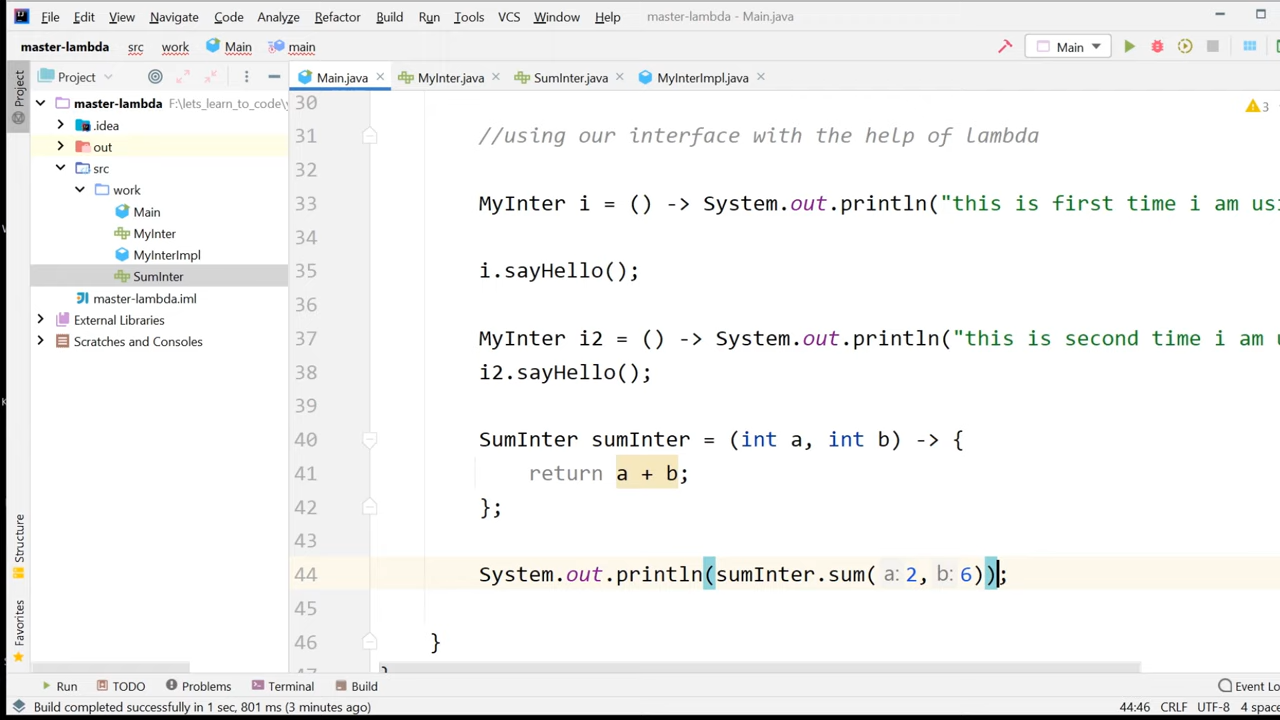 File Edit View Navigate Code Analyze Refactor Build Run Tools VCS Window Help master-lambda - Main.java
master-lambda src work Main main Main
Project Main.java MyInter.java SumInter.java MyInterImpl.java
Project
master-lambda F:\lets_learn_to_code\y
.idea
out
src
work
Main
MyInter
MyInterImpl
SumInter
master-lambda.iml
External Libraries
Scratches and Consoles
Structure
Favorites
3
30
31 //using our interface with the help of lambda
32
33 MyInter i = () -> System.out.println("this is first time i am usi
34
35 i.sayHello();
36
37 MyInter i2 = () -> System.out.println("this is second time i am u
38 i2.sayHello();
39
40 SumInter sumInter = (int a, int b) -> {
41 return a + b;
42 };
43
44 System.out.println(sumInter.sum( a: 2, b: 6));
45
46 }
47 }
Run TODO Problems Terminal Build Event Lo
Build completed successfully in 1 sec, 801 ms (3 minutes ago) 44:46 CRLF UTF-8 4 space